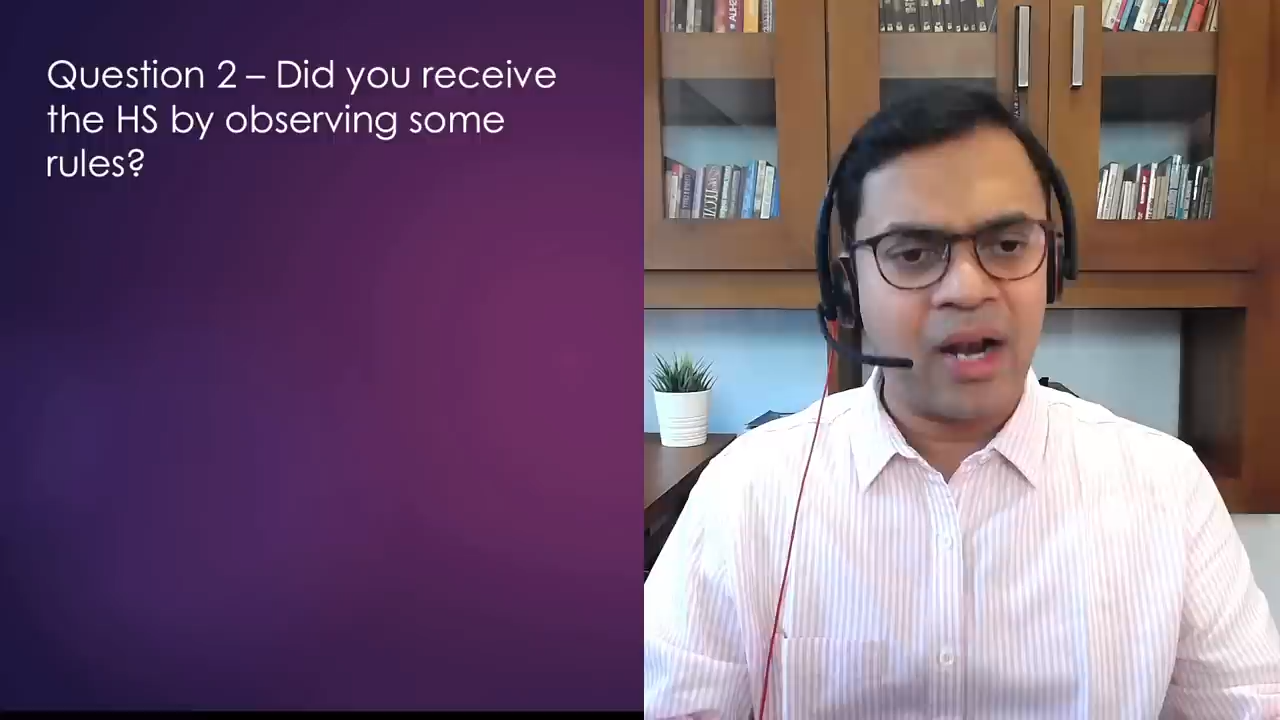 Question 2 – Did you receive
the HS by observing some
rules?